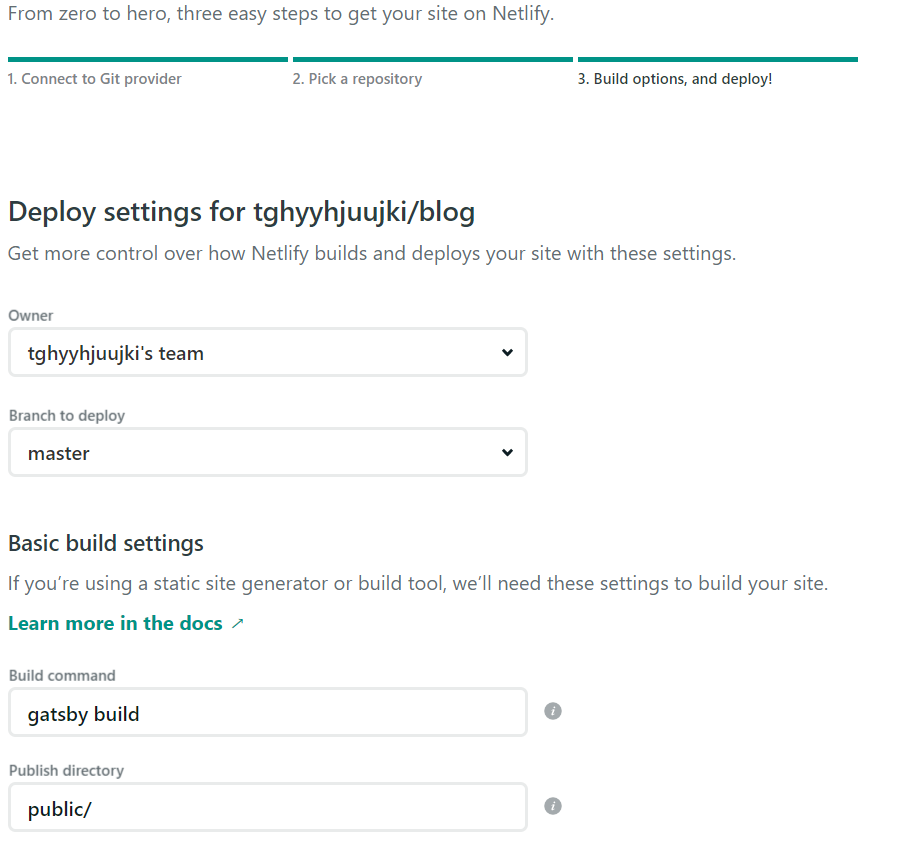 From zero to hero, three easy steps to get your site on Netlify.
1. Connect to Git provider
2. Pick a repository
3. Build options, and deploy!
Deploy settings for tghyyhjuujki/blog
Get more control over how Netlify builds and deploys your site with these settings.
Owner
tghyyhjuujki's team
Branch to deploy
master
Basic build settings
If you’re using a static site generator or build tool, we’ll need these settings to build your site.
Learn more in the docs ↗
Build command
gatsby build
Publish directory
public/